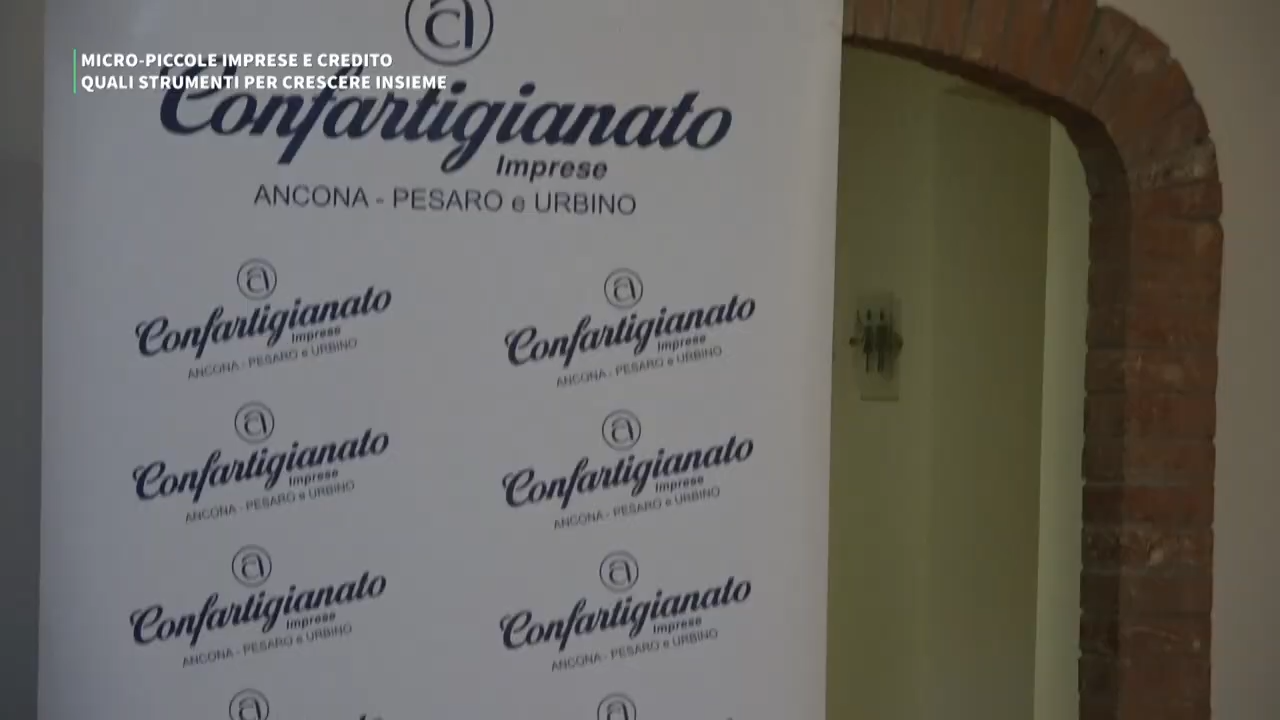 MICRO-PICCOLE IMPRESE E CREDITO
QUALI STRUMENTI PER CRESCERE INSIEME
a
Confartigianato
Imprese
ANCONA - PESARO e URBINO
a
Confartigianato
Imprese
ANCONA - PESARO e URBINO
a
Confartigianato
Imprese
ANCONA - PESARO e URBINO
a
Confartigianato
Imprese
ANCONA - PESARO e URBINO
a
Confartigianato
Imprese
ANCONA - PESARO e URBINO
a
Confartigianato
Imprese
ANCONA - PESARO e URBINO
a
Confartigianato
Imprese
ANCONA - PESARO e URBINO
a
a